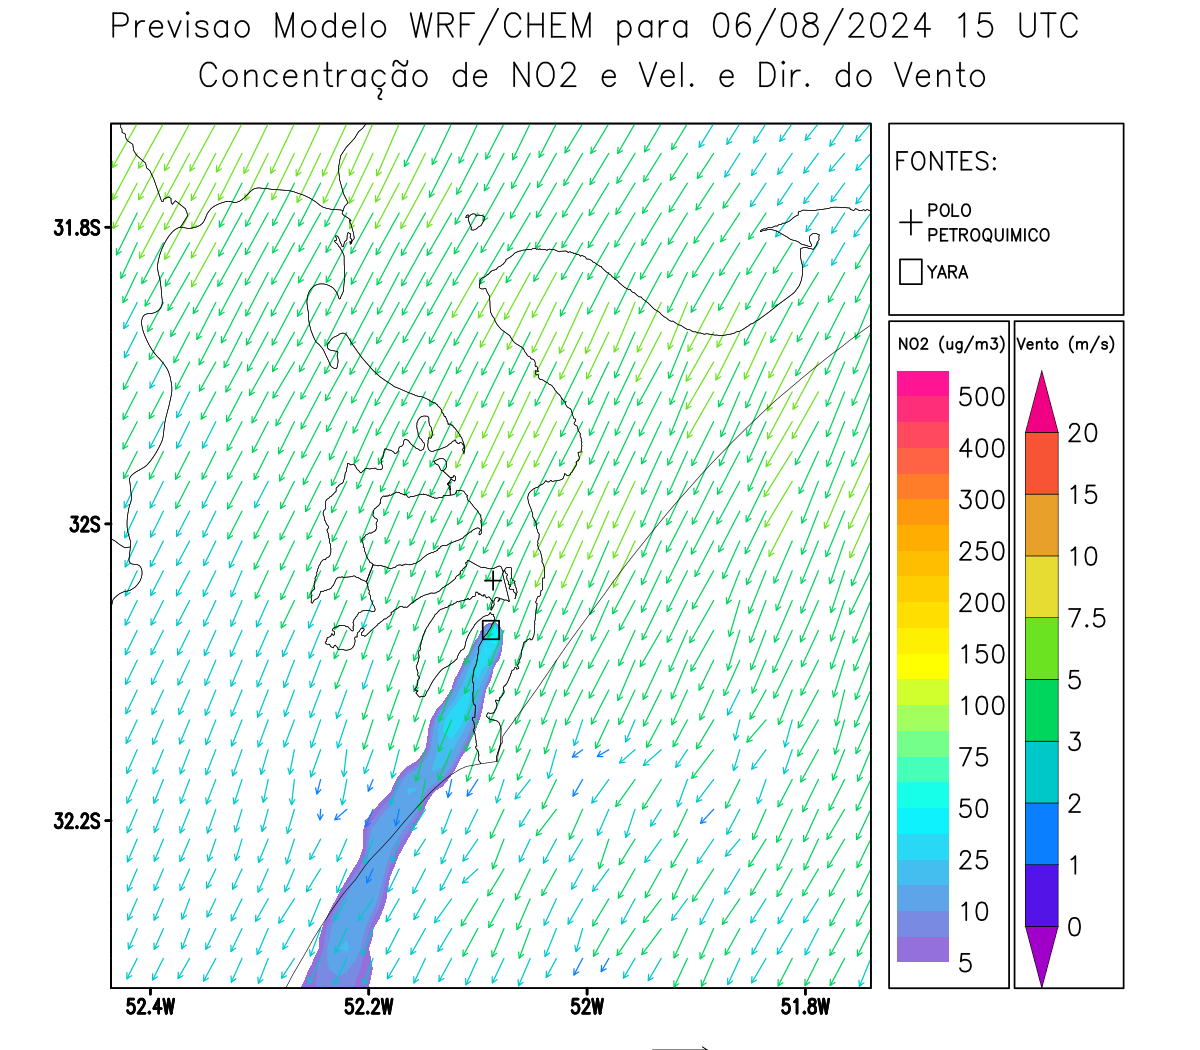 Previsao Modelo WRF/CHEM para 06/08/2024 15 UTC
Concentração de NO2 e Vel. e Dir. do Vento
FONTES:
POLO
PETROQUIMICO
YARA
NO2 (ug/m3)
500
400
300
250
200
150
100
75
50
25
10
5
Vento (m/s)
20
15
10
7.5
5
3
2
1
0
31.8S
32S
32.2S
52.4W
52.2W
52W
51.8W